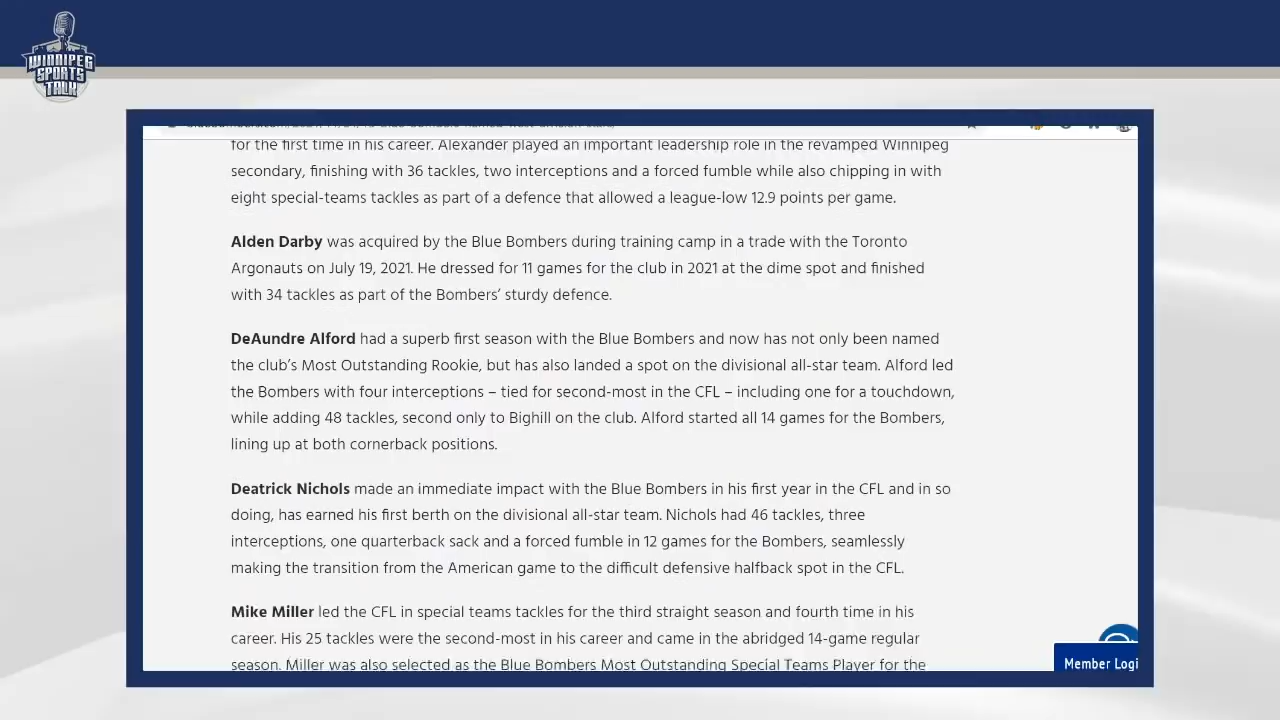 WINNIPEG
SPORTS
TALK
for the first time in his career. Alexander played an important leadership role in the revamped Winnipeg
secondary, finishing with 36 tackles, two interceptions and a forced fumble while also chipping in with
eight special-teams tackles as part of a defence that allowed a league-low 12.9 points per game.
Alden Darby was acquired by the Blue Bombers during training camp in a trade with the Toronto
Argonauts on July 19, 2021. He dressed for 11 games for the club in 2021 at the dime spot and finished
with 34 tackles as part of the Bombers’ sturdy defence.
DeAundre Alford had a superb first season with the Blue Bombers and now has not only been named
the club’s Most Outstanding Rookie, but has also landed a spot on the divisional all-star team. Alford led
the Bombers with four interceptions – tied for second-most in the CFL – including one for a touchdown,
while adding 48 tackles, second only to Bighill on the club. Alford started all 14 games for the Bombers,
lining up at both cornerback positions.
Deatrick Nichols made an immediate impact with the Blue Bombers in his first year in the CFL and in so
doing, has earned his first berth on the divisional all-star team. Nichols had 46 tackles, three
interceptions, one quarterback sack and a forced fumble in 12 games for the Bombers, seamlessly
making the transition from the American game to the difficult defensive halfback spot in the CFL.
Mike Miller led the CFL in special teams tackles for the third straight season and fourth time in his
career. His 25 tackles were the second-most in his career and came in the abridged 14-game regular
season. Miller was also selected as the Blue Bombers Most Outstanding Special Teams Player for the
Member Logi